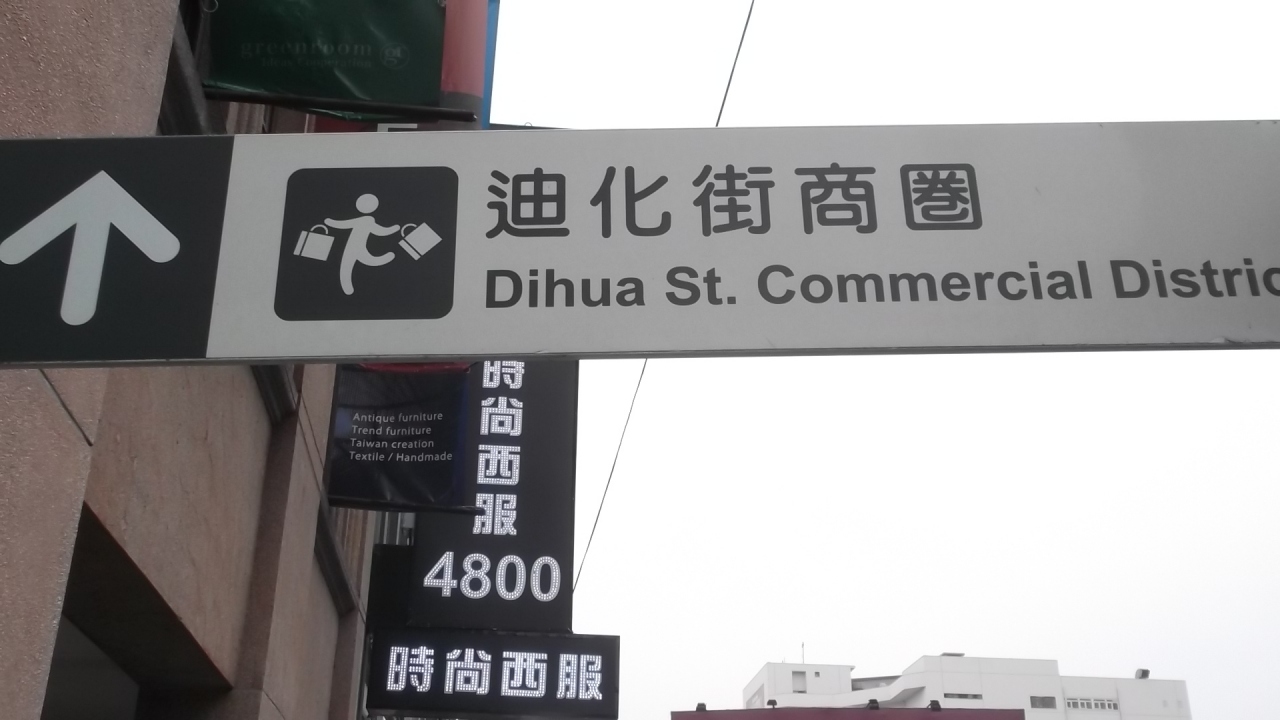 greenroom
迪化街商圈
Dihua St. Commercial Distric
Antique furniture
Trend furniture
Taiwan creation
Textile / Handmade
時尚西服
4800
時尚西服